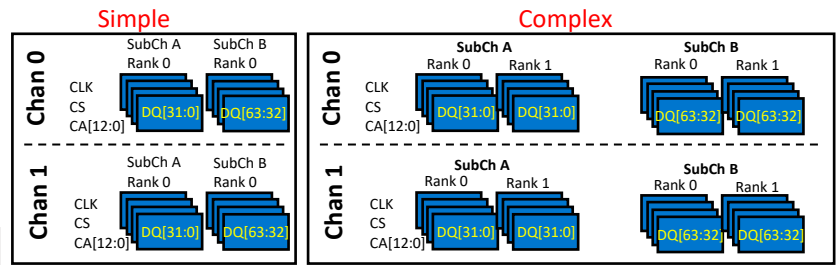 Simple
SubCh A SubCh B
Rank 0 Rank 0
Chan 0
CLK
CS
CA[12:0]
DQ[31:0] DQ[63:32]
SubCh A SubCh B
Rank 0 Rank 0
Chan 1
CLK
CS
CA[12:0]
DQ[31:0] DQ[63:32]
Complex
SubCh A SubCh B
Rank 0 Rank 1 Rank 0 Rank 1
Chan 0
CLK
CS
CA[12:0]
DQ[31:0] DQ[31:0] DQ[63:32] DQ[63:32]
SubCh A SubCh B
Rank 0 Rank 1 Rank 0 Rank 1
Chan 1
CLK
CS
CA[12:0]
DQ[31:0] DQ[31:0] DQ[63:32] DQ[63:32]